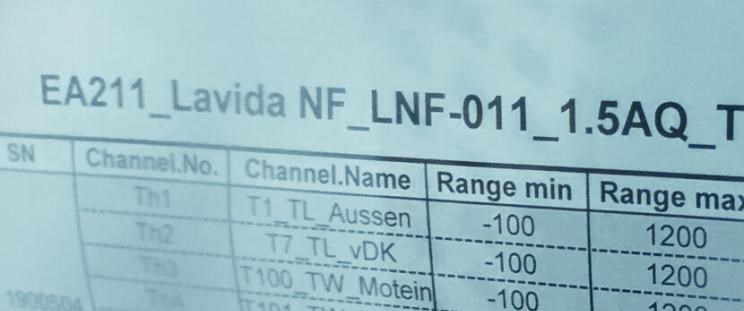 EA211_Lavida NF_LNF-011_1.5AQ_T
SN Channel.No. Channel.Name Range min Range max
Th1 T1_TL_Aussen -100 1200
Th2 T7_TL_vDK -100 1200
Th3 T100_TW_Motein -100
1900504 Th4